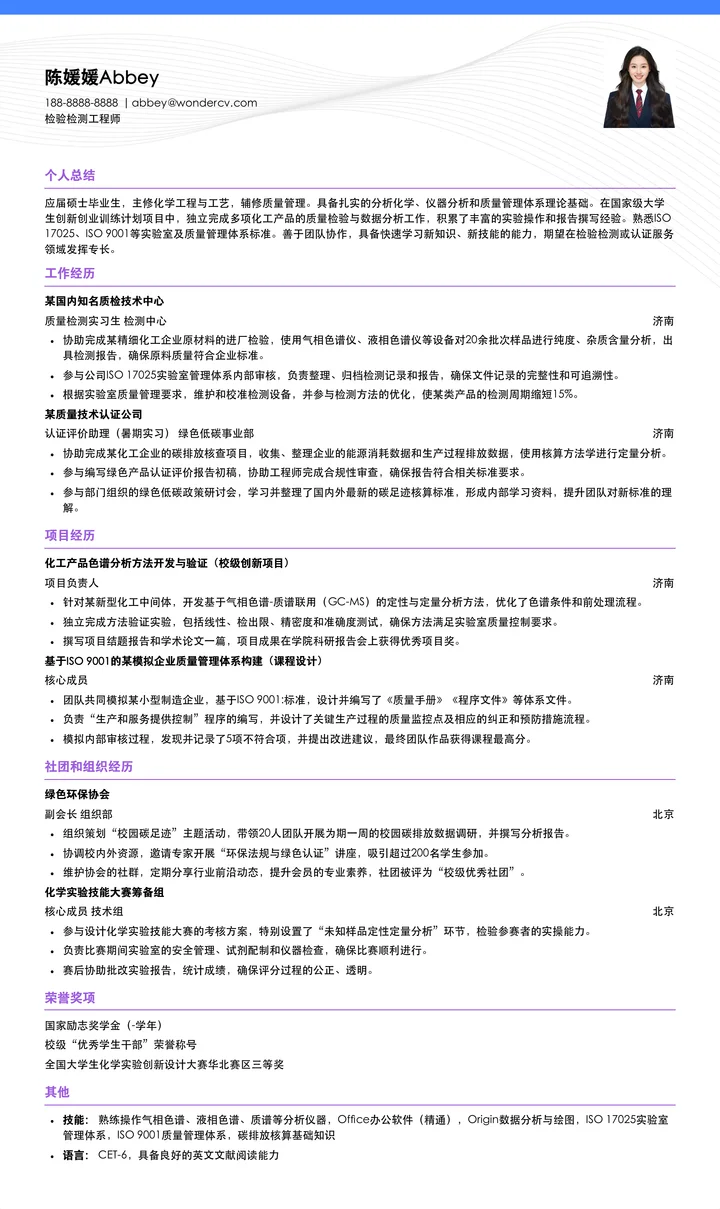 陈媛媛Abbey
188-8888-8888 | abbey@wondercv.com
检验检测工程师
个人总结
应届硕士毕业生，主修化学工程与工艺，辅修质量管理。具备扎实的分析化学、仪器分析和质量管理体系理论基础。在国家级大学
生创新创业训练计划项目中，独立完成多项化工产品的质量检验与数据分析工作，积累了丰富的实验操作和报告撰写经验。熟悉ISO
17025、ISO 9001等实验室及质量管理体系标准。善于团队协作，具备快速学习新知识、新技能的能力，期望在检验检测或认证服务
领域发挥专长。
工作经历
某国内知名质检技术中心
质量检测实习生 检测中心 济南
• 协助完成某精细化工企业原材料的进厂检验，使用气相色谱仪、液相色谱仪等设备对20余批次样品进行纯度、杂质含量分析，出
具检测报告，确保原料质量符合企业标准。
• 参与公司ISO 17025实验室管理体系内部审核，负责整理、归档检测记录和报告，确保文件记录的完整性和可追溯性。
• 根据实验室质量管理要求，维护和校准检测设备，并参与检测方法的优化，使某类产品的检测周期缩短15%。
某质量技术认证公司
认证评价助理（暑期实习） 绿色低碳事业部 济南
• 协助完成某化工企业的碳排放核查项目，收集、整理企业的能源消耗数据和生产过程排放数据，使用核算方法学进行定量分析。
• 参与编写绿色产品认证评价报告初稿，协助工程师完成合规性审查，确保报告符合相关标准要求。
• 参与部门组织的绿色低碳政策研讨会，学习并整理了国内外最新的碳足迹核算标准，形成内部学习资料，提升团队对新标准的理
解。
项目经历
化工产品色谱分析方法开发与验证（校级创新项目）
项目负责人 济南
• 针对某新型化工中间体，开发基于气相色谱-质谱联用（GC-MS）的定性与定量分析方法，优化了色谱条件和前处理流程。
• 独立完成方法验证实验，包括线性、检出限、精密度和准确度测试，确保方法满足实验室质量控制要求。
• 撰写项目结题报告和学术论文一篇，项目成果在学院科研报告会上获得优秀项目奖。
基于ISO 9001的某模拟企业质量管理体系构建（课程设计）
核心成员 济南
• 团队共同模拟某小型制造企业，基于ISO 9001:标准，设计并编写了《质量手册》《程序文件》等体系文件。
• 负责“生产和服务提供控制”程序的编写，并设计了关键生产过程的质量监控点及相应的纠正和预防措施流程。
• 模拟内部审核过程，发现并记录了5项不符合项，并提出改进建议，最终团队作品获得课程最高分。
社团和组织经历
绿色环保协会
副会长 组织部 北京
• 组织策划“校园碳足迹”主题活动，带领20人团队开展为期一周的校园碳排放数据调研，并撰写分析报告。
• 协调校内外资源，邀请专家开展“环保法规与绿色认证”讲座，吸引超过200名学生参加。
• 维护协会的社群，定期分享行业前沿动态，提升会员的专业素养，社团被评为“校级优秀社团”。
化学实验技能大赛筹备组
核心成员 技术组 北京
• 参与设计化学实验技能大赛的考核方案，特别设置了“未知样品定性定量分析”环节，检验参赛者的实操能力。
• 负责比赛期间实验室的安全管理、试剂配制和仪器检查，确保比赛顺利进行。
• 赛后协助批改实验报告，统计成绩，确保评分过程的公正、透明。
荣誉奖项
国家励志奖学金（-学年）
校级“优秀学生干部”荣誉称号
全国大学生化学实验创新设计大赛华北赛区三等奖
其他
• 技能： 熟练操作气相色谱、液相色谱、质谱等分析仪器，Office办公软件（精通），Origin数据分析与绘图，ISO 17025实验室
管理体系，ISO 9001质量管理体系，碳排放核算基础知识
• 语言： CET-6，具备良好的英文文献阅读能力